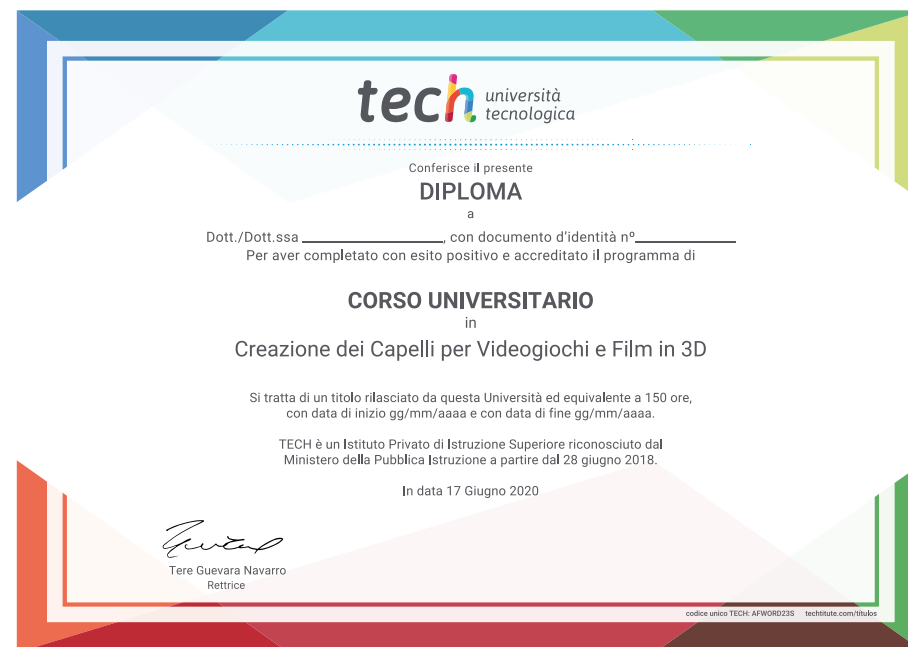 tech università
tecnologica
Conferisce il presente
DIPLOMA
a
Dott./Dott.ssa ____________________, con documento d'identità nº______________
Per aver completato con esito positivo e accreditato il programma di
CORSO UNIVERSITARIO
in
Creazione dei Capelli per Videogiochi e Film in 3D
Si tratta di un titolo rilasciato da questa Università ed equivalente a 150 ore,
con data di inizio gg/mm/aaaa e con data di fine gg/mm/aaaa.
TECH è un Istituto Privato di Istruzione Superiore riconosciuto dal
Ministero della Pubblica Istruzione a partire dal 28 giugno 2018.
In data 17 Giugno 2020
Tere Guevara Navarro
Rettrice
codice unico TECH: AFWORD23S techtitute.com/titulos